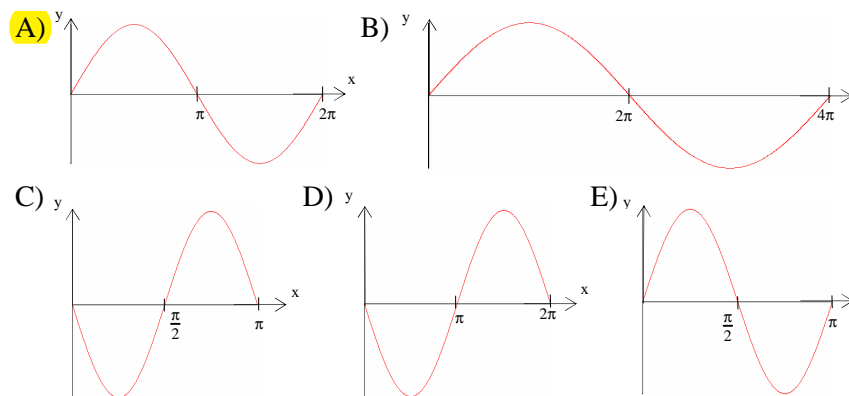 A) y x π 2π
B) y 2π 4π
C) y x π/2 π
D) y x π 2π
E) y π/2 π